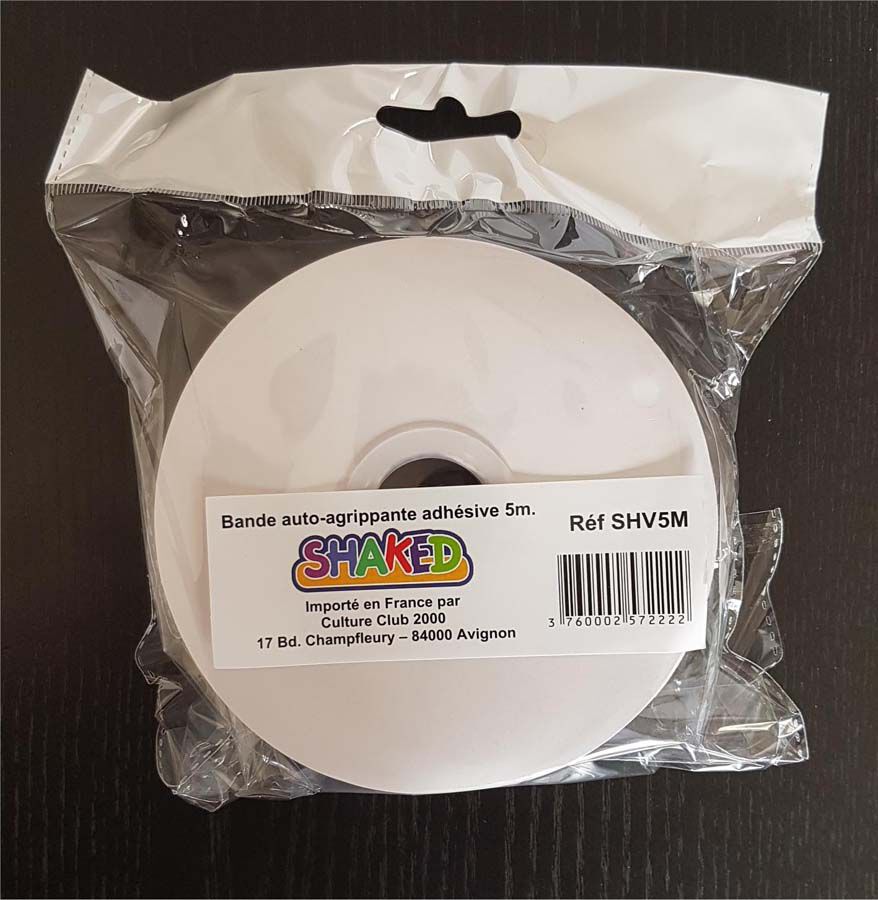 Bande auto-agrippante adhésive 5m.
Réf SHV5M
SHAKED
Importé en France par
Culture Club 2000
17 Bd. Champfleury – 84000 Avignon
3 760002 572222